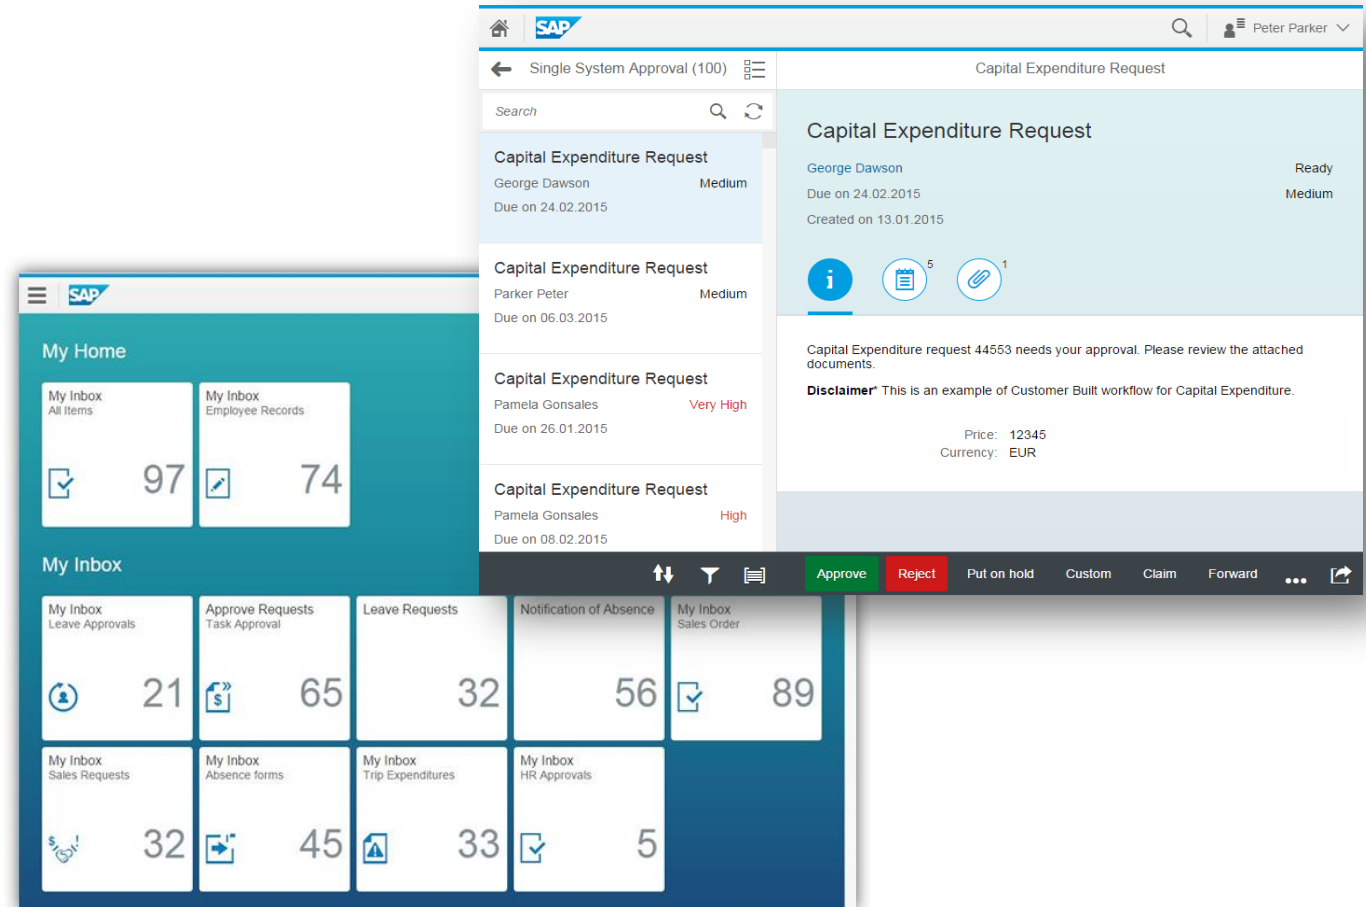 SAP
Peter Parker
Single System Approval (100)
Capital Expenditure Request
Search
Capital Expenditure Request
George Dawson
Medium
Due on 24.02.2015
Capital Expenditure Request
Parker Peter
Medium
Due on 06.03.2015
Capital Expenditure Request
Pamela Gonsales
Very High
Due on 26.01.2015
Capital Expenditure Request
Pamela Gonsales
High
Due on 08.02.2015
Capital Expenditure Request
George Dawson
Ready
Due on 24.02.2015
Medium
Created on 13.01.2015
i
5
1
Capital Expenditure request 44553 needs your approval. Please review the attached
documents.
Disclaimer* This is an example of Customer Built workflow for Capital Expenditure.
Price: 12345
Currency: EUR
Approve
Reject
Put on hold
Custom
Claim
Forward
SAP
My Home
My Inbox
All Items
97
My Inbox
Employee Records
74
My Inbox
My Inbox
Leave Approvals
21
Approve Requests
Task Approval
65
Leave Requests
32
Notification of Absence
56
My Inbox
Sales Order
89
My Inbox
Sales Requests
32
My Inbox
Absence forms
45
My Inbox
Trip Expenditures
33
My Inbox
HR Approvals
5